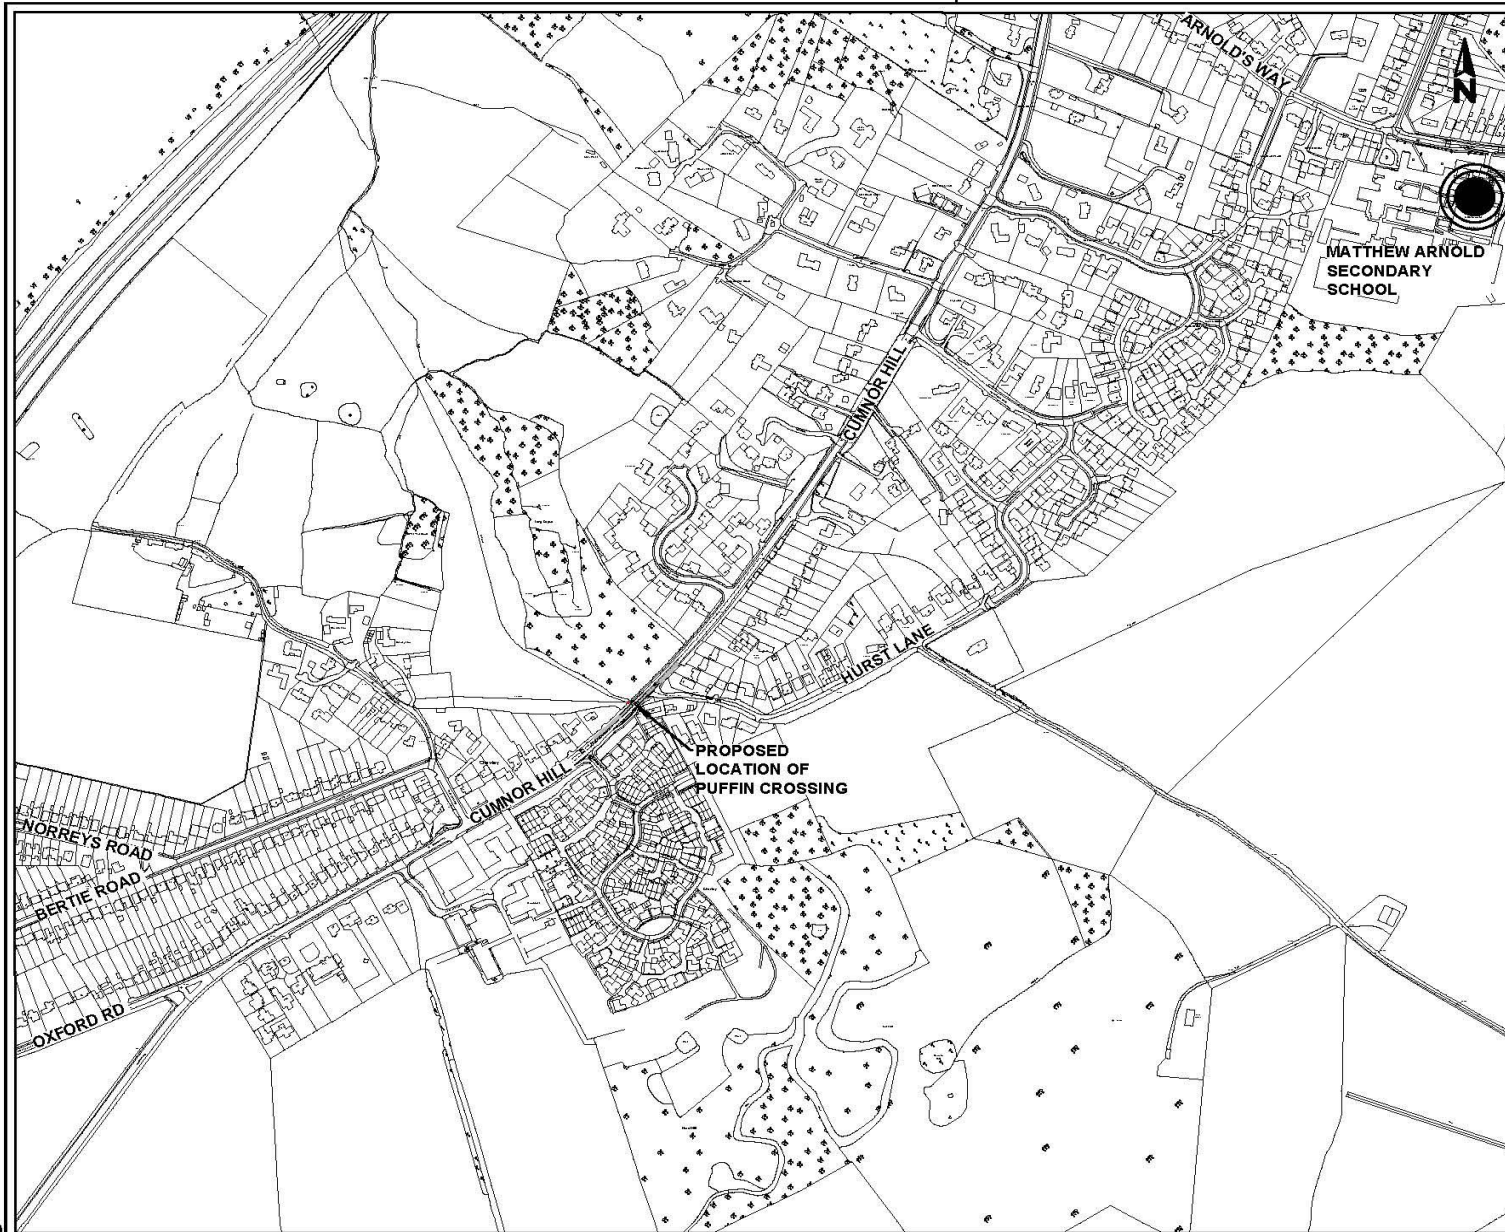 ARNOLD'S WAY
N
MATTHEW ARNOLD
SECONDARY
SCHOOL
CUMNOR HILL
HURST LANE
PROPOSED
LOCATION OF
PUFFIN CROSSING
CUMNOR HILL
NORREYS ROAD
BERTIE ROAD
OXFORD RD